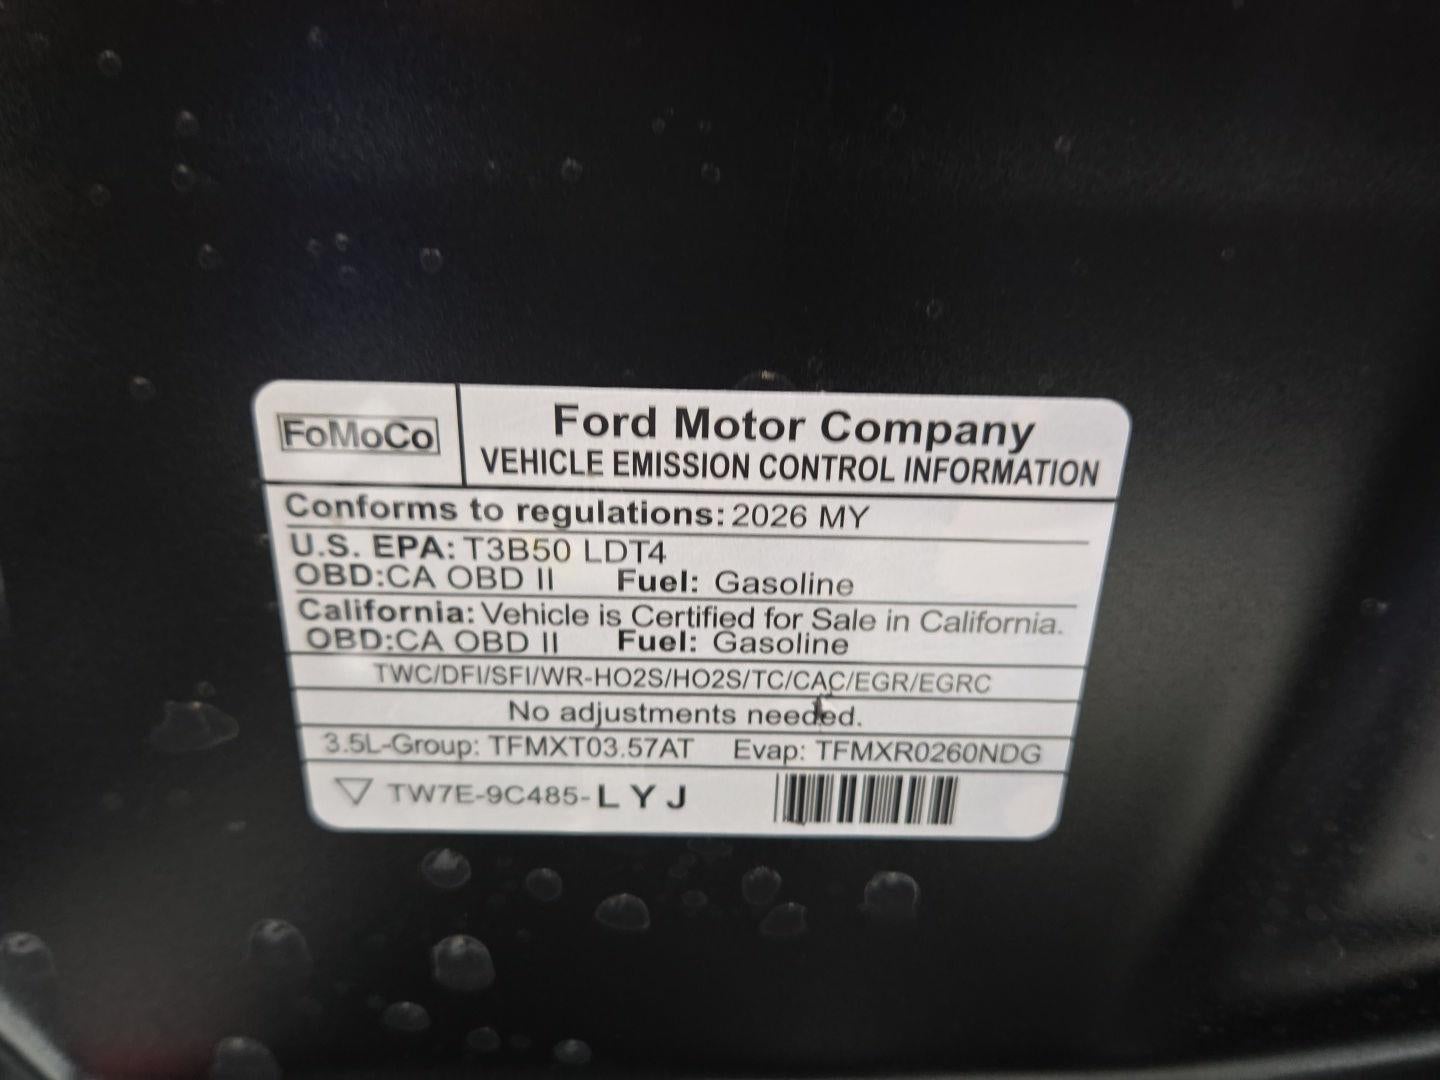 FoMoCo
Ford Motor Company
VEHICLE EMISSION CONTROL INFORMATION
Conforms to regulations: 2026 MY
U.S. EPA: T3B50 LDT4
OBD:CA OBD II Fuel: Gasoline
California: Vehicle is Certified for Sale in California.
OBD:CA OBD II Fuel: Gasoline
TWC/DFI/SFI/WR-HO2S/HO2S/TC/CAC/EGR/EGRC
No adjustments needed.
3.5L-Group: TFMXT03.57AT Evap: TFMXR0260NDG
TW7E-9C485-LYJ